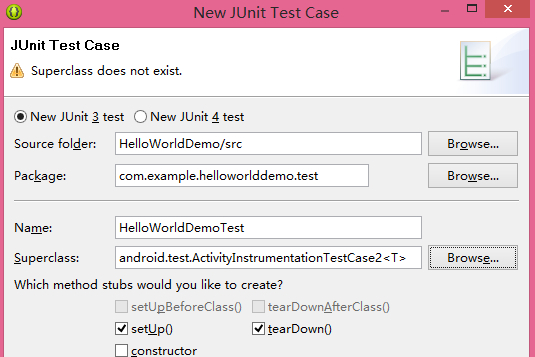 New JUnit Test Case
JUnit Test Case
Superclass does not exist.
New JUnit 3 test New JUnit 4 test
Source folder: HelloWorldDemo/src Browse...
Package: com.example.helloworlddemo.test Browse...
Name: HelloWorldDemoTest
Superclass: android.test.ActivityInstrumentationTestCase2<T> Browse...
Which method stubs would you like to create?
setUpBeforeClass() tearDownAfterClass()
setUp() tearDown()
constructor